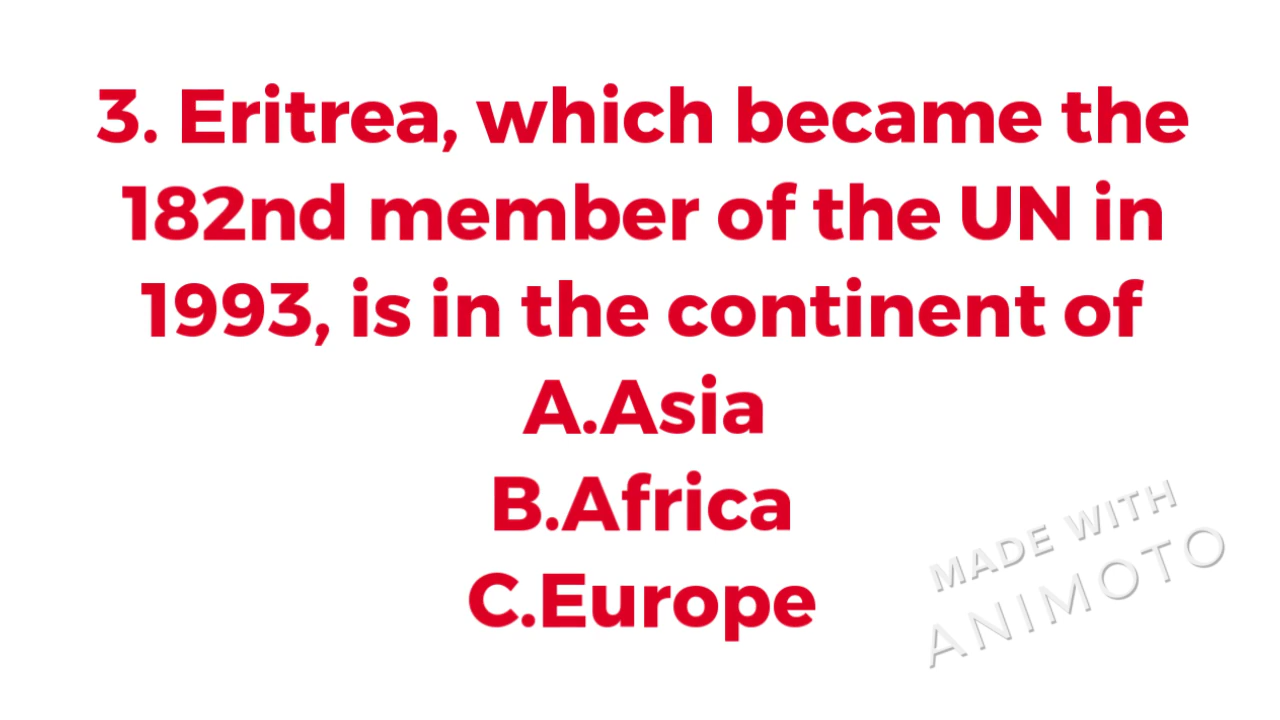 3. Eritrea, which became the
182nd member of the UN in
1993, is in the continent of
A.Asia
B.Africa
C.Europe
MADE WITH
ANIMOTO